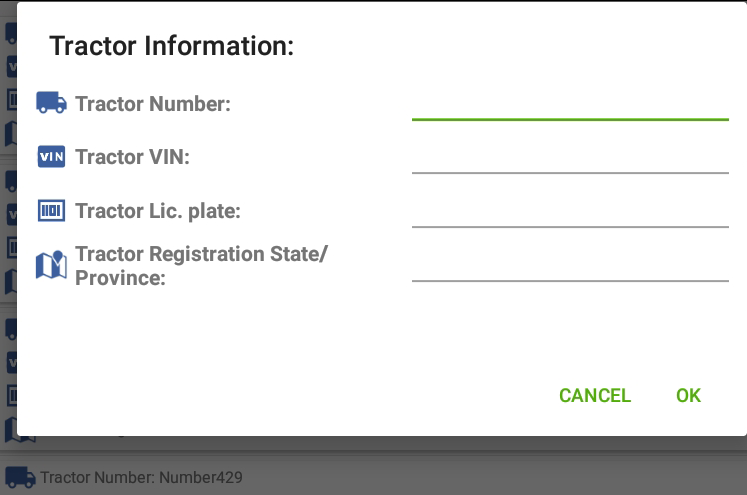 Tractor Information:
Tractor Number:
VIN Tractor VIN:
Tractor Lic. plate:
Tractor Registration State/
Province:
CANCEL OK
Tractor Number: Number429